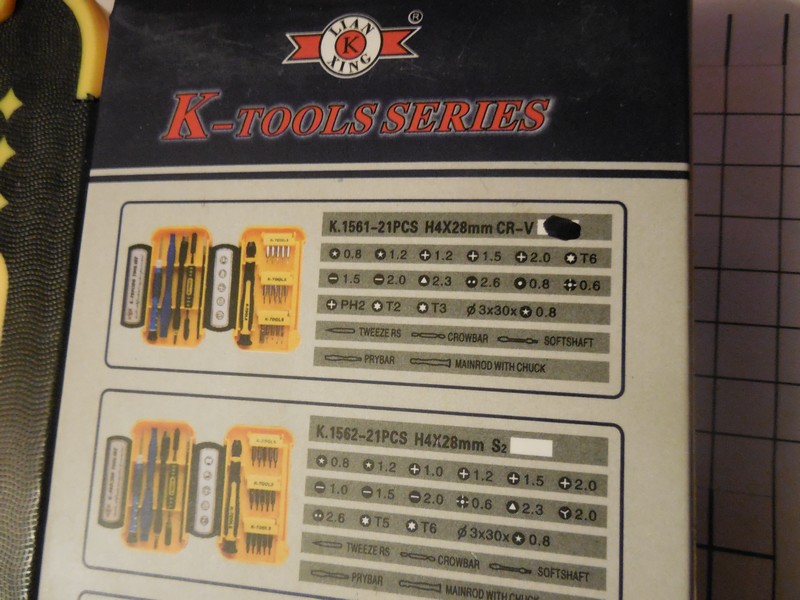 LIAN ®
K
XING
K-TOOLS SERIES
K.1561-21PCS H4X28mm CR-V
0.8 1.2 1.2 1.5 2.0 T6
1.5 2.0 2.3 2.6 0.8 0.6
PH2 T2 T3 Ø3x30x 0.8
TWEEZERS CROWBAR SOFTSHAFT
PRYBAR MAINROD WITH CHUCK
K.1562-21PCS H4X28mm S2
0.8 1.2 1.0 1.2 1.5 2.0
1.0 1.5 2.0 0.6 2.3 2.0
2.6 T5 T6 Ø3x30x 0.8
TWEEZERS CROWBAR SOFTSHAFT
PRYBAR MAINROD WITH CHUCK